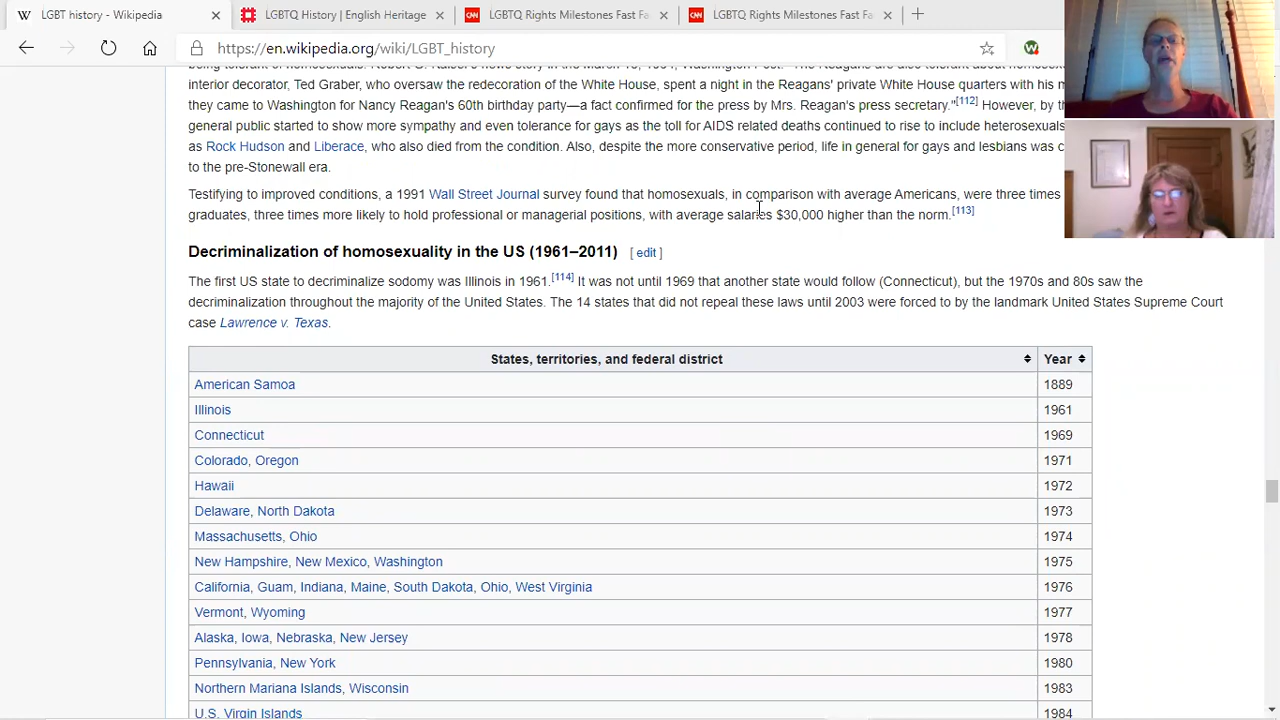 LGBT history - Wikipedia
LGBTQ History | English Heritage
LGBTQ Rights Milestones Fast Fa
LGBTQ Rights Milestones Fast Fa
https://en.wikipedia.org/wiki/LGBT_history
interior decorator, Ted Graber, who oversaw the redecoration of the White House, spent a night in the Reagans' private White House quarters with his m
they came to Washington for Nancy Reagan's 60th birthday party—a fact confirmed for the press by Mrs. Reagan's press secretary."[112] However, by th
general public started to show more sympathy and even tolerance for gays as the toll for AIDS related deaths continued to rise to include heterosexuals
as Rock Hudson and Liberace, who also died from the condition. Also, despite the more conservative period, life in general for gays and lesbians was c
to the pre-Stonewall era.
Testifying to improved conditions, a 1991 Wall Street Journal survey found that homosexuals, in comparison with average Americans, were three times
graduates, three times more likely to hold professional or managerial positions, with average salaries $30,000 higher than the norm.[113]
Decriminalization of homosexuality in the US (1961–2011) [ edit ]
The first US state to decriminalize sodomy was Illinois in 1961.[114] It was not until 1969 that another state would follow (Connecticut), but the 1970s and 80s saw the
decriminalization throughout the majority of the United States. The 14 states that did not repeal these laws until 2003 were forced to by the landmark United States Supreme Court
case Lawrence v. Texas.
States, territories, and federal district Year
American Samoa 1889
Illinois 1961
Connecticut 1969
Colorado, Oregon 1971
Hawaii 1972
Delaware, North Dakota 1973
Massachusetts, Ohio 1974
New Hampshire, New Mexico, Washington 1975
California, Guam, Indiana, Maine, South Dakota, Ohio, West Virginia 1976
Vermont, Wyoming 1977
Alaska, Iowa, Nebraska, New Jersey 1978
Pennsylvania, New York 1980
Northern Mariana Islands, Wisconsin 1983
U.S. Virgin Islands 1984